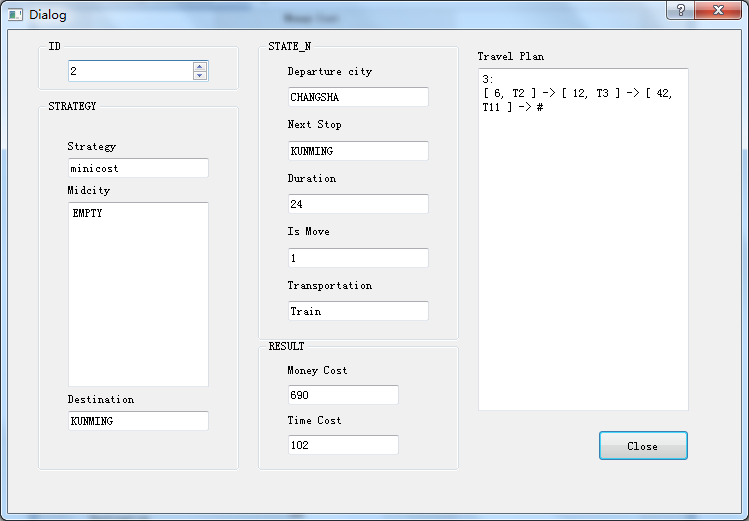 Dialog
ID
2
STRATEGY
Strategy
minicost
Midcity
EMPTY
Destination
KUNMING
STATE_N
Departure city
CHANGSHA
Next Stop
KUNMING
Duration
24
Is Move
1
Transportation
Train
RESULT
Money Cost
690
Time Cost
102
Travel Plan
3:
[ 6, T2 ] -> [ 12, T3 ] -> [ 42,
T11 ] -> #
Close